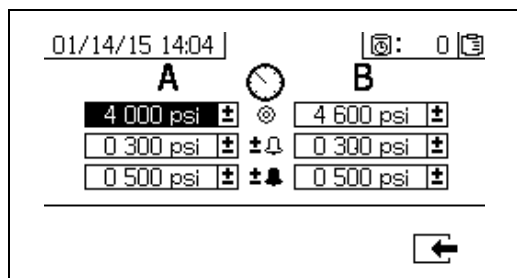 01/14/15 14:04 : 0
A B
4 000 psi ± 4 600 psi ±
0 300 psi ± ± 0 300 psi ±
0 500 psi ± ± 0 500 psi ±